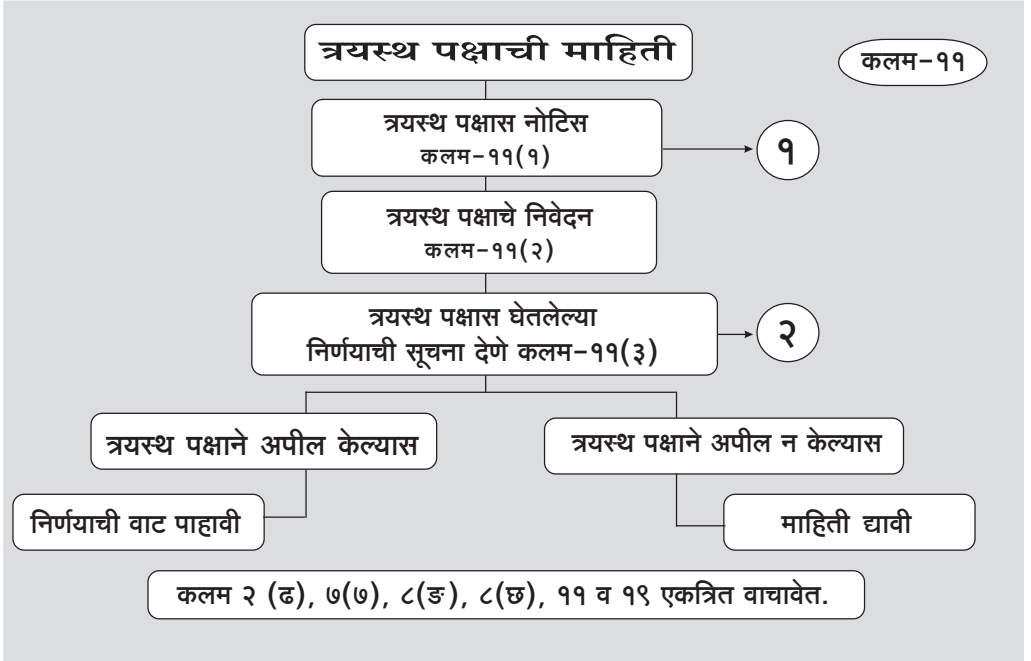 त्रयस्थ पक्षाची माहिती
कलम-११
त्रयस्थ पक्षास नोटिस
कलम-११(१)
१
त्रयस्थ पक्षाचे निवेदन
कलम-११(२)
त्रयस्थ पक्षास घेतलेल्या
निर्णयाची सूचना देणे कलम-११(३)
२
त्रयस्थ पक्षाने अपील केल्यास
त्रयस्थ पक्षाने अपील न केल्यास
निर्णयाची वाट पाहावी
माहिती द्यावी
कलम २ (ढ), ७(७), ८(ङ), ८(छ), ११ व १९ एकत्रित वाचावेत.